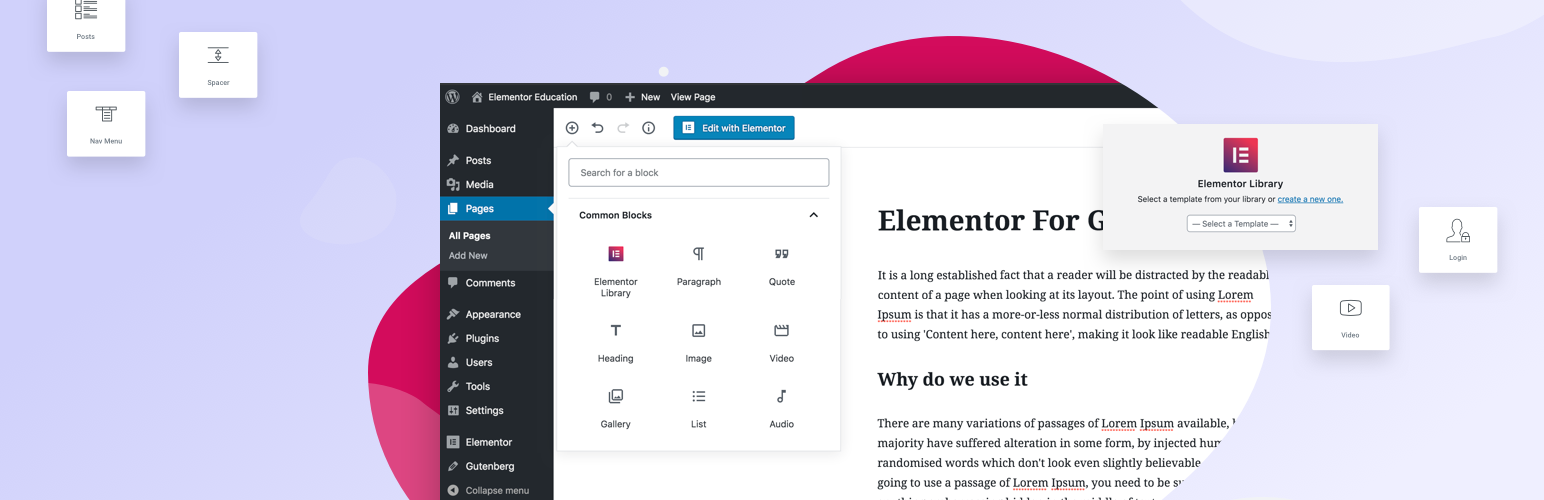 Posts
Spacer
Nav Menu
Elementor Education
0
New
View Page
Dashboard
Posts
Media
Pages
All Pages
Add New
Comments
Appearance
Plugins
Users
Tools
Settings
Elementor
Gutenberg
Collapse menu
Edit with Elementor
Search for a block
Common Blocks
Elementor
Library
Paragraph
Quote
Heading
Image
Video
Gallery
List
Audio
Elementor For G
It is a long established fact that a reader will be distracted by the readabl
content of a page when looking at its layout. The point of using Lorem
Ipsum is that it has a more-or-less normal distribution of letters, as oppos
to using 'Content here, content here', making it look like readable English
Why do we use it
There are many variations of passages of Lorem Ipsum available,
majority have suffered alteration in some form, by injected hum
randomised words which don't look even slightly believable
going to use a passage of Lorem Ipsum, you need to be su
Elementor Library
Select a template from your library or create a new one.
— Select a Template —
Login
Video